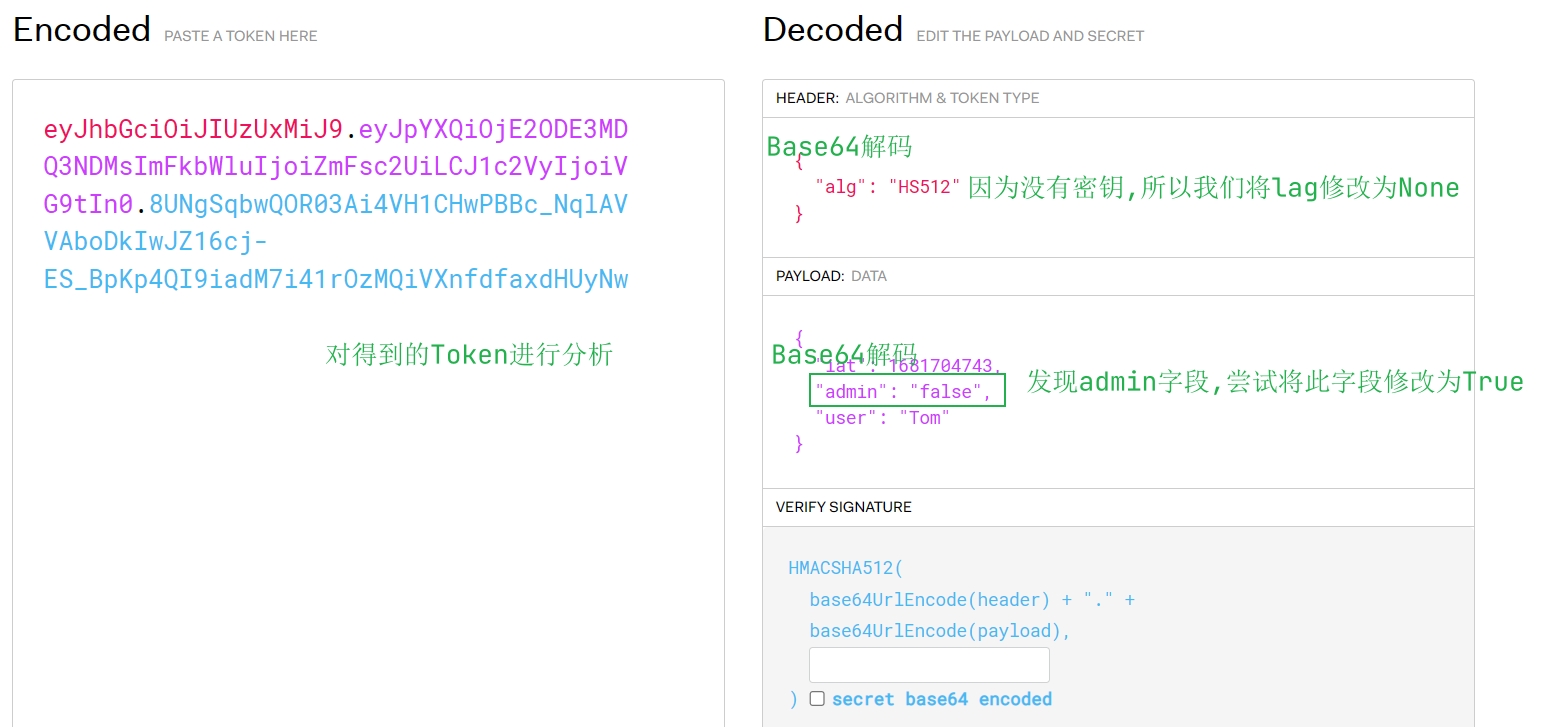 Encoded PASTE A TOKEN HERE
eyJhbGciOiJIUzUxMiJ9.eyJpYXQiOjE2ODE3MD
Q3NDMsImFkbWluIjoiZmFsc2UiLCJ1c2VyIjoiV
G9tIn0.8UNgSqbwQOR03Ai4VH1CHwPBBc_NqlAV
VAboDkIwJZ16cj-
ES_BpKp4QI9iadM7i41rOzMQiVXnfdfaxdHUyNw
对得到的Token进行分析
Decoded EDIT THE PAYLOAD AND SECRET
HEADER: ALGORITHM & TOKEN TYPE
Base64解码
{
"alg": "HS512" 因为没有密钥,所以我们将lag修改为None
}
PAYLOAD: DATA
{
Base64解码
"iat": 1681704743,
"admin": "false", 发现admin字段,尝试将此字段修改为True
"user": "Tom"
}
VERIFY SIGNATURE
HMACSHA512(
base64UrlEncode(header) + "." +
base64UrlEncode(payload),
) secret base64 encoded